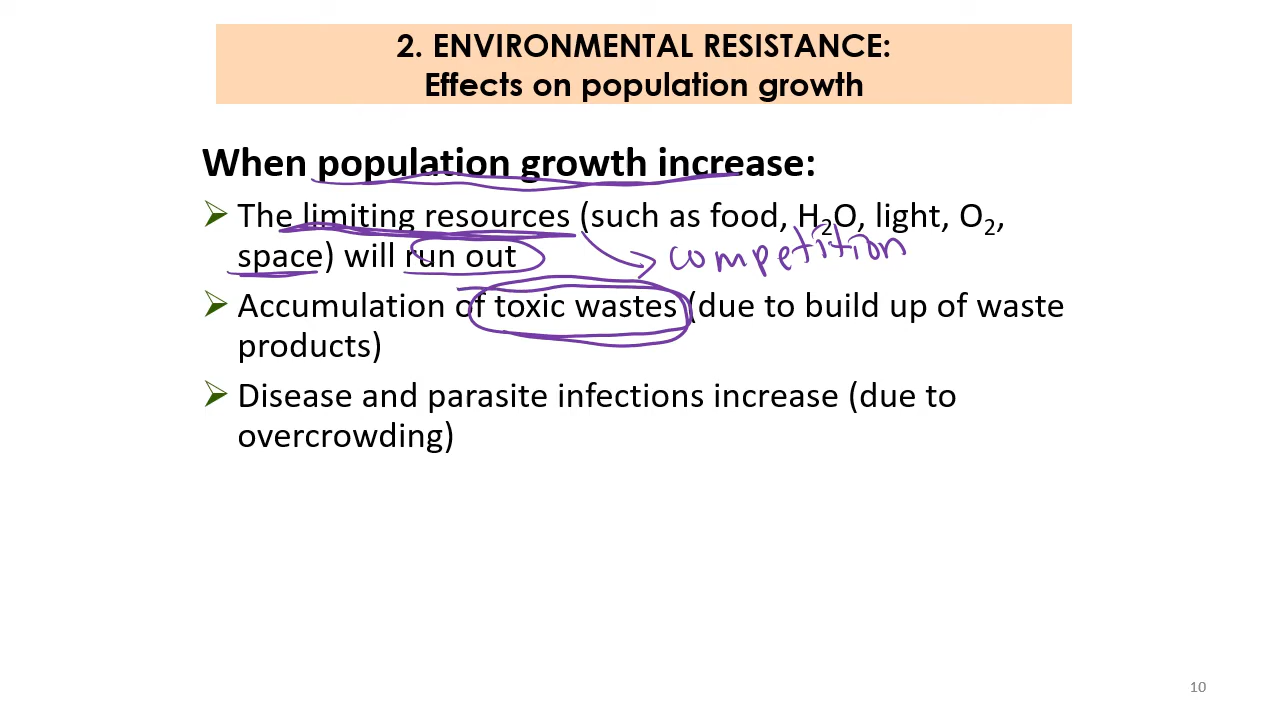 2. ENVIRONMENTAL RESISTANCE:
Effects on population growth
When population growth increase:
➢ The limiting resources (such as food, H₂O, light, O₂,
space) will run out
competition
➢ Accumulation of toxic wastes (due to build up of waste
products)
➢ Disease and parasite infections increase (due to
overcrowding)
10